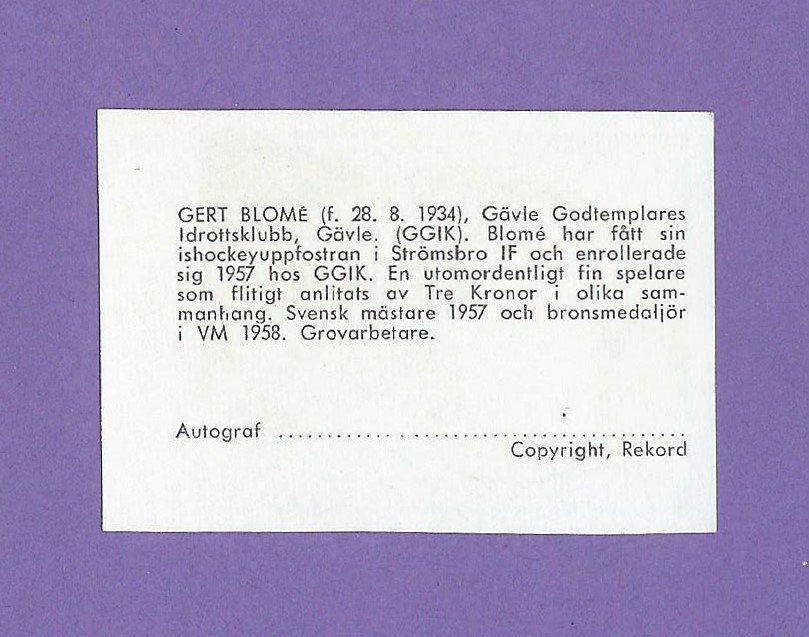 GERT BLOMÉ (f. 28. 8. 1934), Gävle Godtemplares
Idrottsklubb, Gävle. (GGIK). Blomé har fått sin
ishockeyuppfostran i Strömsbro IF och enrollerade
sig 1957 hos GGIK. En utomordentligt fin spelare
som flitigt anlitats av Tre Kronor i olika sam-
manhang. Svensk mästare 1957 och bronsmedaljör
i VM 1958. Grovarbetare.
Autograf ..........................................
Copyright, Rekord